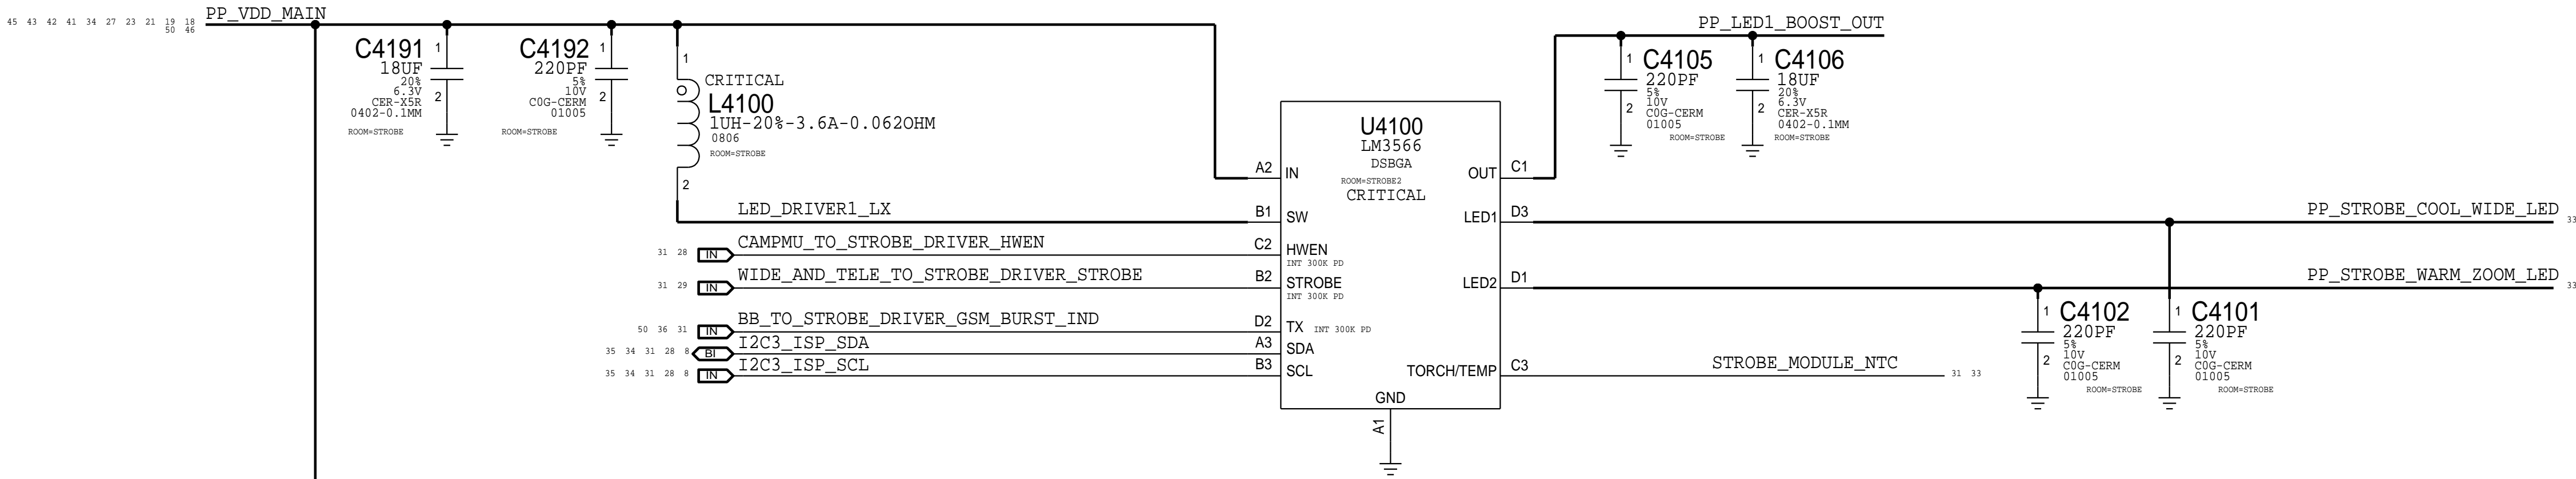 PP_VDD_MAIN
45 43 42 41 34 27 23 21 19 18
50 46
C4191
1
18UF
20%
6.3V
2
CER-X5R
0402-0.1MM
ROOM=STROBE
C4192
1
220PF
5%
10V
2
C0G-CERM
01005
ROOM=STROBE
1
CRITICAL
L4100
1UH-20%-3.6A-0.062OHM
0806
ROOM=STROBE
2
PP_LED1_BOOST_OUT
1
C4105
220PF
5%
10V
2
C0G-CERM
01005
ROOM=STROBE
1
C4106
18UF
20%
6.3V
2
CER-X5R
0402-0.1MM
ROOM=STROBE
U4100
LM3566
DSBGA
ROOM=STROBE2
CRITICAL
A2 IN
OUT C1
LED_DRIVER1_LX
B1 SW
LED1 D3
PP_STROBE_COOL_WIDE_LED
33
31 28 IN CAMPMU_TO_STROBE_DRIVER_HWEN
C2 HWEN
INT 300K PD
31 29 IN WIDE_AND_TELE_TO_STROBE_DRIVER_STROBE
B2 STROBE
INT 300K PD
LED2 D1
PP_STROBE_WARM_ZOOM_LED
33
50 36 31 IN BB_TO_STROBE_DRIVER_GSM_BURST_IND
D2 TX INT 300K PD
35 34 31 28 8 BI I2C3_ISP_SDA
A3 SDA
35 34 31 28 8 IN I2C3_ISP_SCL
B3 SCL
TORCH/TEMP C3
STROBE_MODULE_NTC
31 33
GND
A1
1
C4102
220PF
5%
10V
2
C0G-CERM
01005
ROOM=STROBE
1
C4101
220PF
5%
10V
2
C0G-CERM
01005
ROOM=STROBE